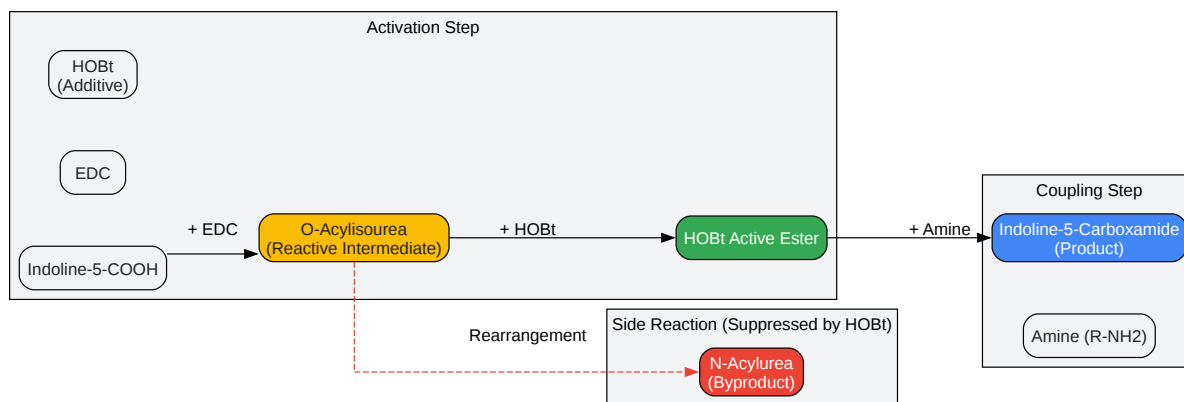 Activation Step
HOBt
(Additive)
EDC
Indoline-5-COOH
+ EDC
O-Acylisourea
(Reactive Intermediate)
+ HOBt
HOBt Active Ester
+ Amine
Coupling Step
Indoline-5-Carboxamide
(Product)
Amine (R-NH2)
Rearrangement
Side Reaction (Suppressed by HOBt)
N-Acylurea
(Byproduct)